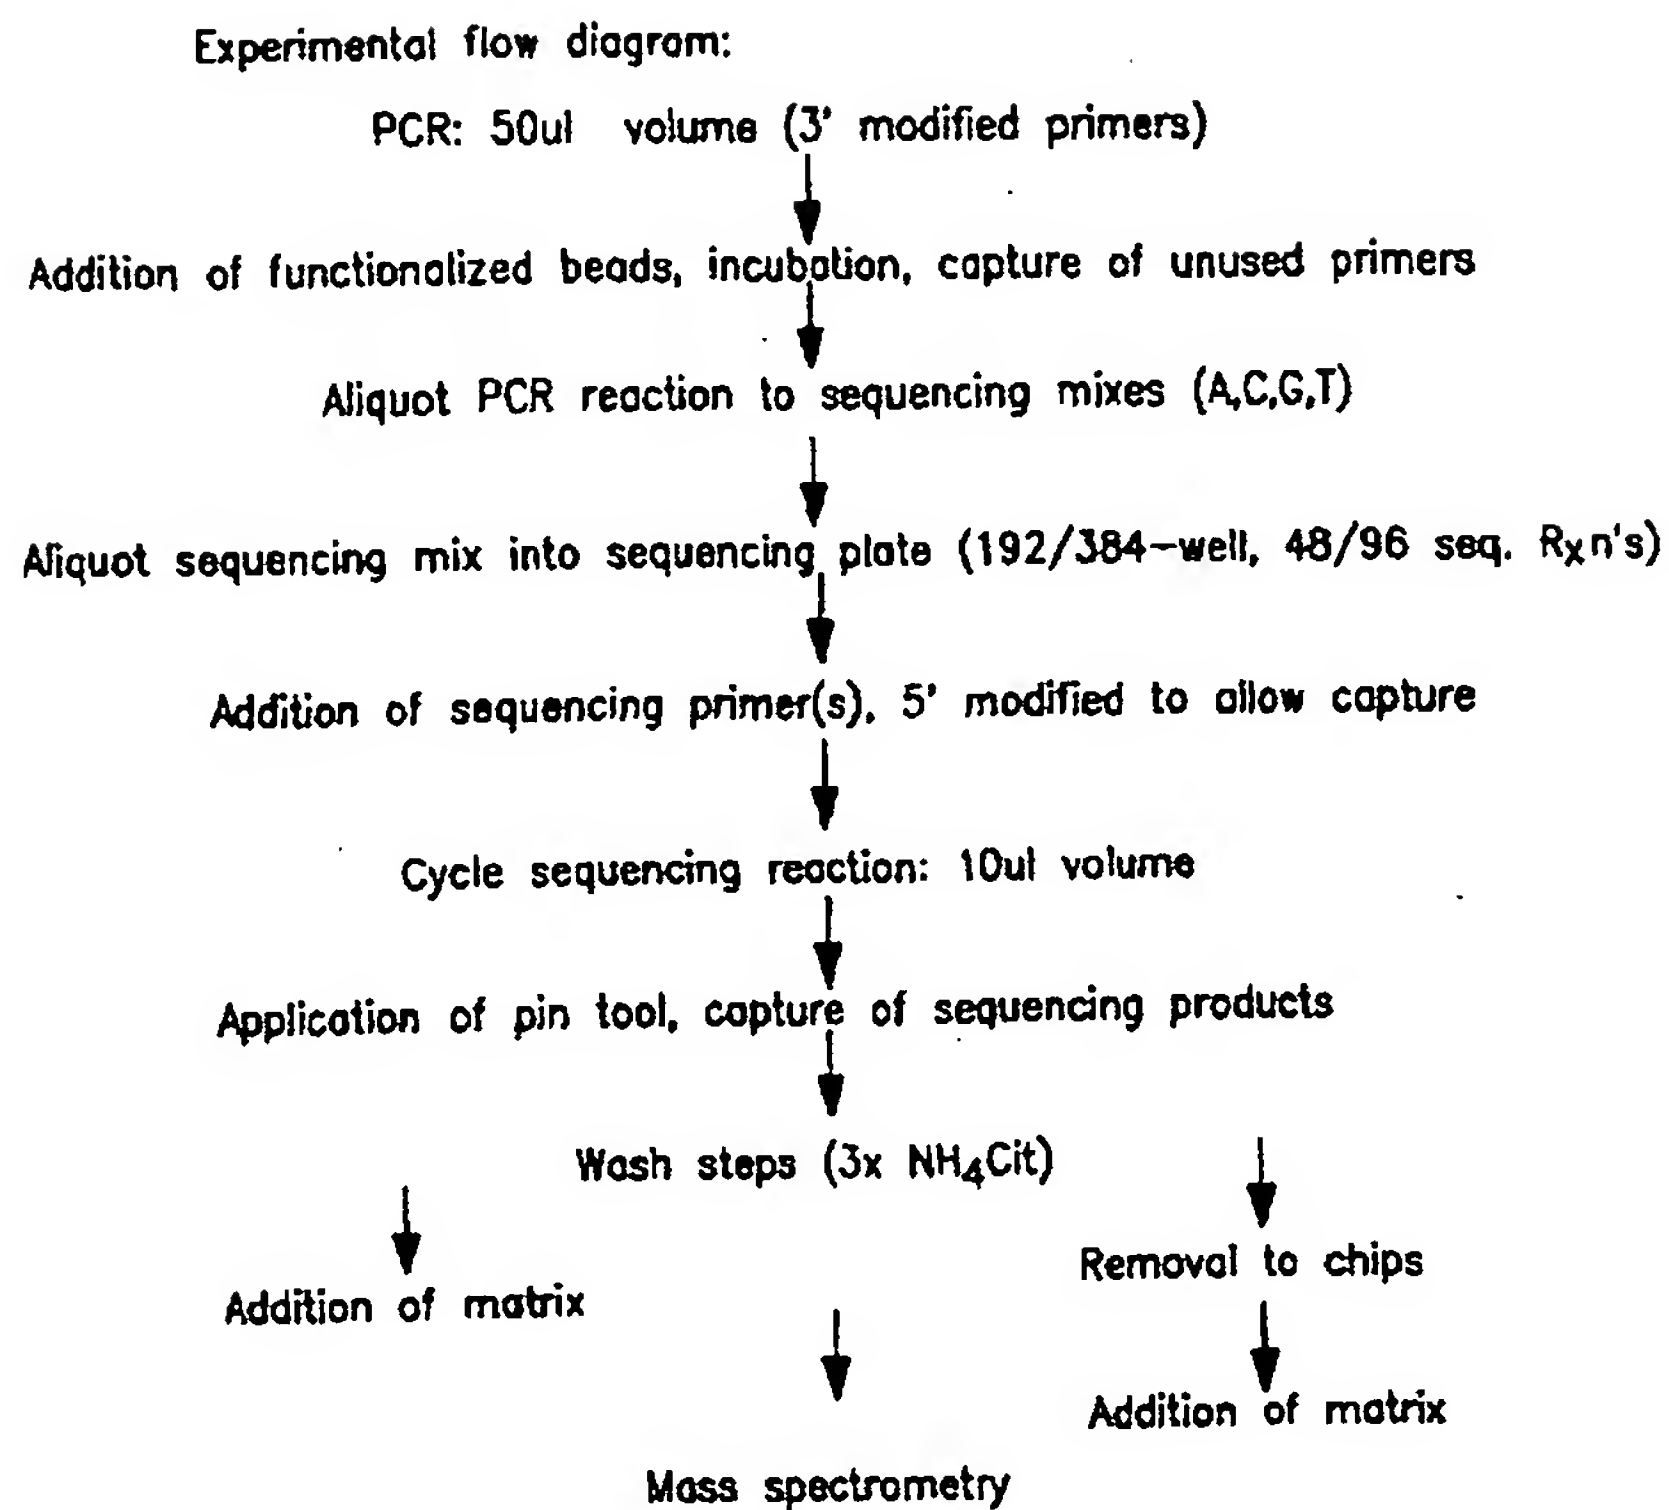 Experimental flow diagram:
PCR: 50ul volume (3' modified primers)
Addition of functionalized beads, incubation, capture of unused primers
Aliquot PCR reaction to sequencing mixes (A,C,G,T)
Aliquot sequencing mix into sequencing plate (192/384-well, 48/96 seq. Rxn's)
Addition of sequencing primer(s), 5' modified to allow capture
Cycle sequencing reaction: 10ul volume
Application of pin tool, capture of sequencing products
Wash steps (3x NH₄Cit)
Removal to chips
Addition of matrix
Addition of matrix
Mass spectrometry